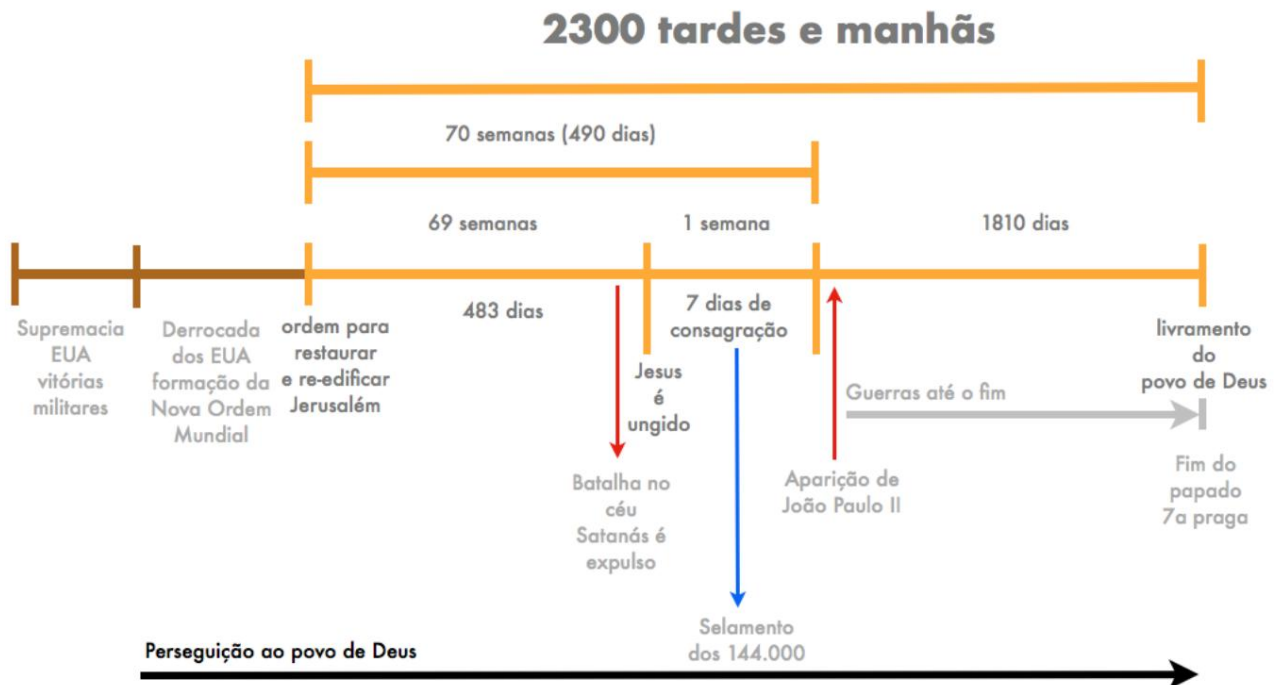 2300 tardes e manhãs
70 semanas (490 dias)
69 semanas
1 semana
1810 dias
Supremacia
EUA
vitórias
militares
Derrocada
dos EUA
formação da
Nova Ordem
Mundial
ordem para
restaurar
e re-edificar
Jerusalém
483 dias
7 dias de
consagração
Jesus
é
ungido
livramento
do
povo de Deus
Guerras até o fim
Batalha no
céu
Satanás é
expulso
Aparição de
João Paulo II
Fim do
papado
7a praga
Selamento
dos 144.000
Perseguição ao povo de Deus